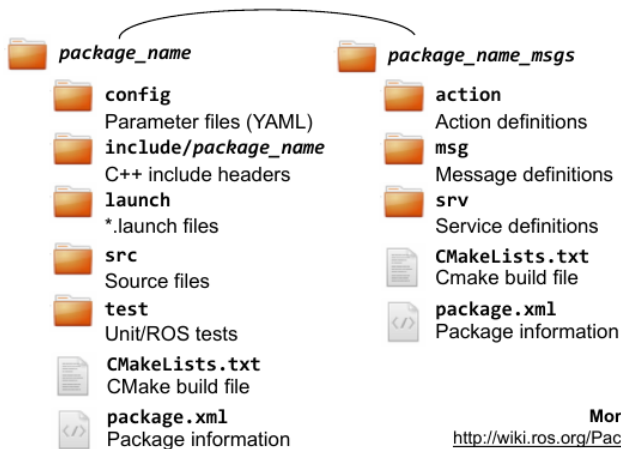 package_name
config
Parameter files (YAML)
include/package_name
C++ include headers
launch
*.launch files
src
Source files
test
Unit/ROS tests
CMakeLists.txt
CMake build file
package.xml
Package information
package_name_msgs
action
Action definitions
msg
Message definitions
srv
Service definitions
CMakeLists.txt
Cmake build file
package.xml
Package information
http://wiki.ros.org/Pac